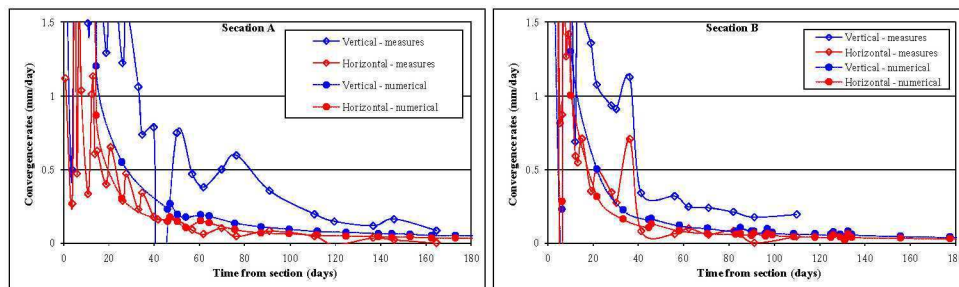 Secation A
Vertical - measures
Horizontal - measures
Vertical - numerical
Horizontal - numerical
Convergence rates (mm/day)
1.5
1
0.5
0
0 20 40 60 80 100 120 140 160 180
Time from section (days)
Secation B
Vertical - measures
Horizontal - measures
Vertical - numerical
Horizontal - numerical
Convergence rates (mm/day)
1.5
1
0.5
0
0 20 40 60 80 100 120 140 160 180
Time from section (days)